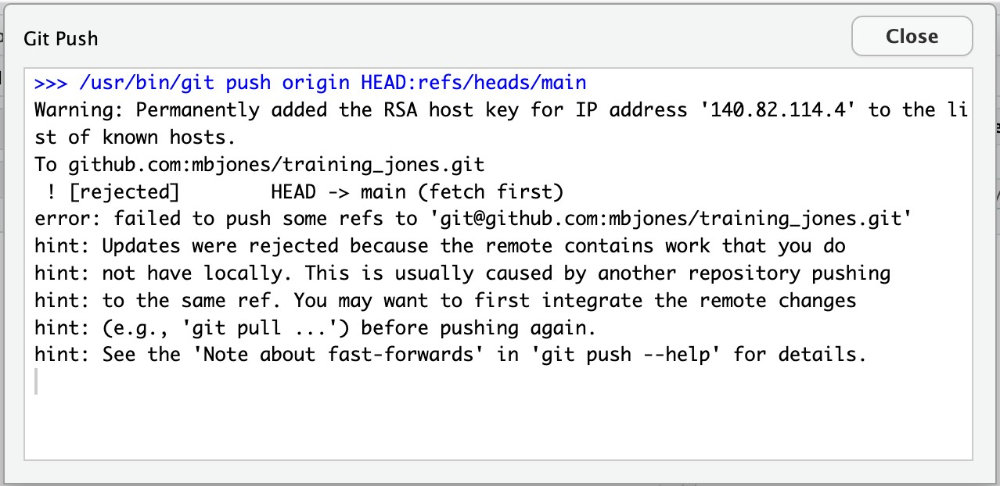 Git Push
Close
>>> /usr/bin/git push origin HEAD:refs/heads/main
Warning: Permanently added the RSA host key for IP address '140.82.114.4' to the li
st of known hosts.
To github.com:mbjones/training_jones.git
 ! [rejected]        HEAD -> main (fetch first)
error: failed to push some refs to 'git@github.com:mbjones/training_jones.git'
hint: Updates were rejected because the remote contains work that you do
hint: not have locally. This is usually caused by another repository pushing
hint: to the same ref. You may want to first integrate the remote changes
hint: (e.g., 'git pull ...') before pushing again.
hint: See the 'Note about fast-forwards' in 'git push --help' for details.